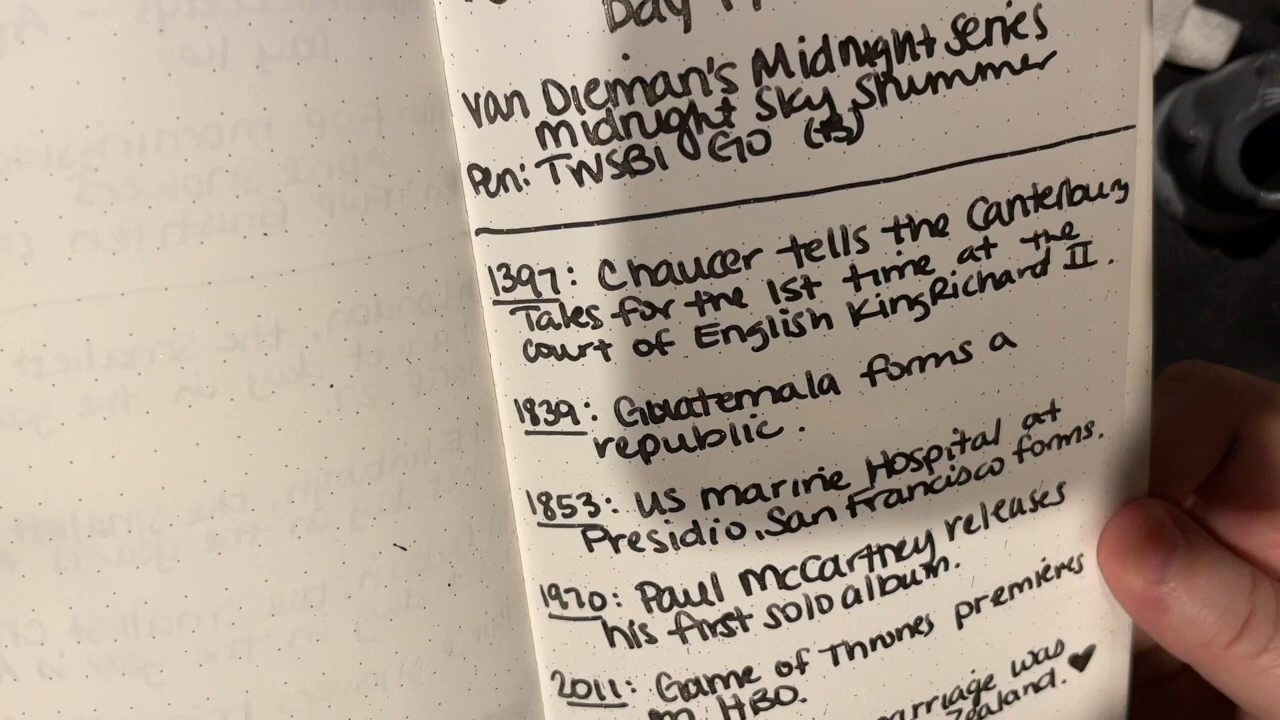 Day
van Dieman's Midnight series
midnight sky shimmer
Pen: TWSBI GO (B)
1397: Chaucer tells the Canterbury
Tales for the 1st time at the
court of English King Richard II.
1839: Guatemala forms a
republic.
1853: US marine Hospital at
Presidio, San Francisco forms.
1970: Paul McCartney releases
his first solo album.
2011: Game of Thrones premieres
on HBO.
marriage was
Zealand. ♥